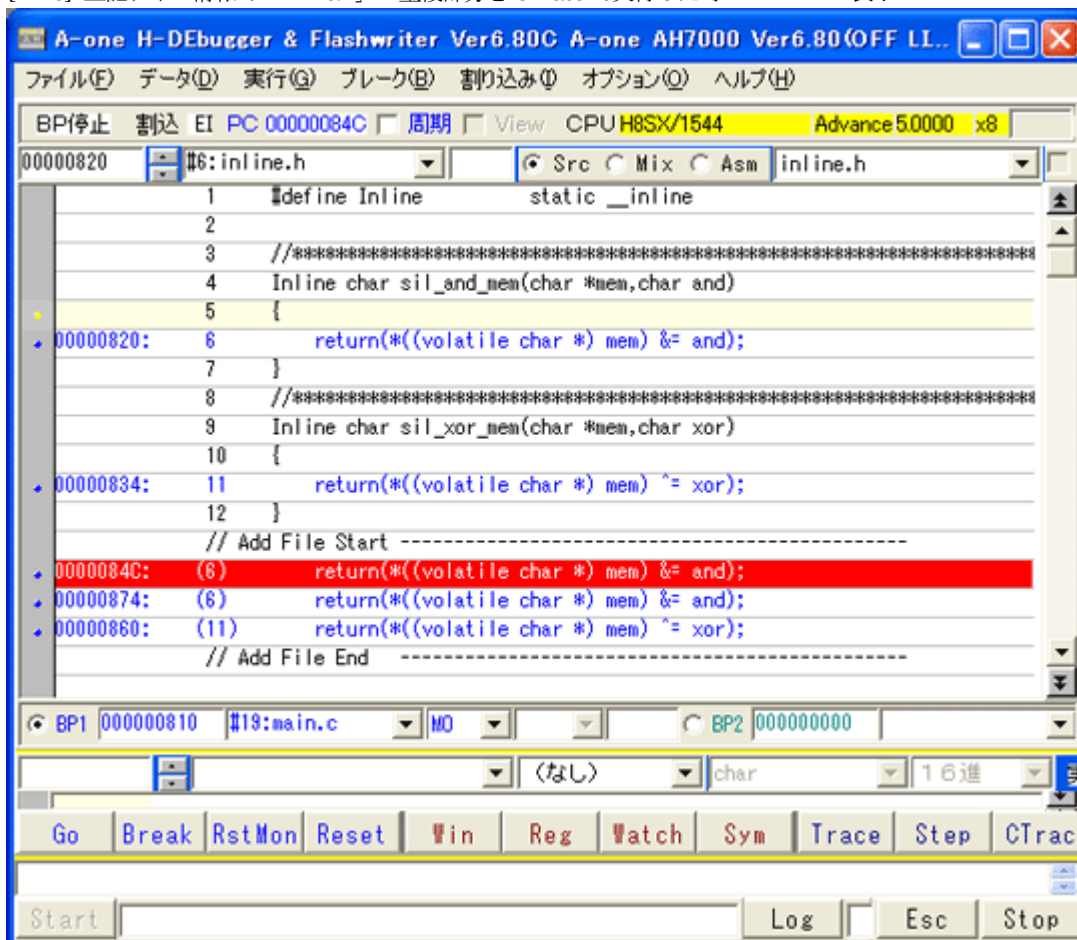 A-one H-DEbugger & Flashwriter Ver6.80C A-one AH7000 Ver6.80(OFF LI...
ファイル(F) データ(D) 実行(G) ブレーク(B) 割り込み(I) オプション(O) ヘルプ(H)
BP停止 割込 EI PC 00000084C 周期 View CPU H8SX/1544 Advance 5.0000 x8
00000820 #6:inline.h Src Mix Asm inline.h
1 #define Inline static __inline
2
3 //************************************************************************
4 Inline char sil_and_mem(char *mem,char and)
5 {
00000820: 6 return(*((volatile char *) mem) &= and);
7 }
8 //************************************************************************
9 Inline char sil_xor_mem(char *mem,char xor)
10 {
00000834: 11 return(*((volatile char *) mem) ^= xor);
12 }
// Add File Start -----------------------------------------------
0000084C: (6) return(*((volatile char *) mem) &= and);
00000874: (6) return(*((volatile char *) mem) &= and);
00000860: (11) return(*((volatile char *) mem) ^= xor);
// Add File End -----------------------------------------------
BP1 000000810 #19:main.c MO BP2 000000000
(なし) char 16進
Go Break RstMon Reset Win Reg Watch Sym Trace Step CTrac
Start Log Esc Stop